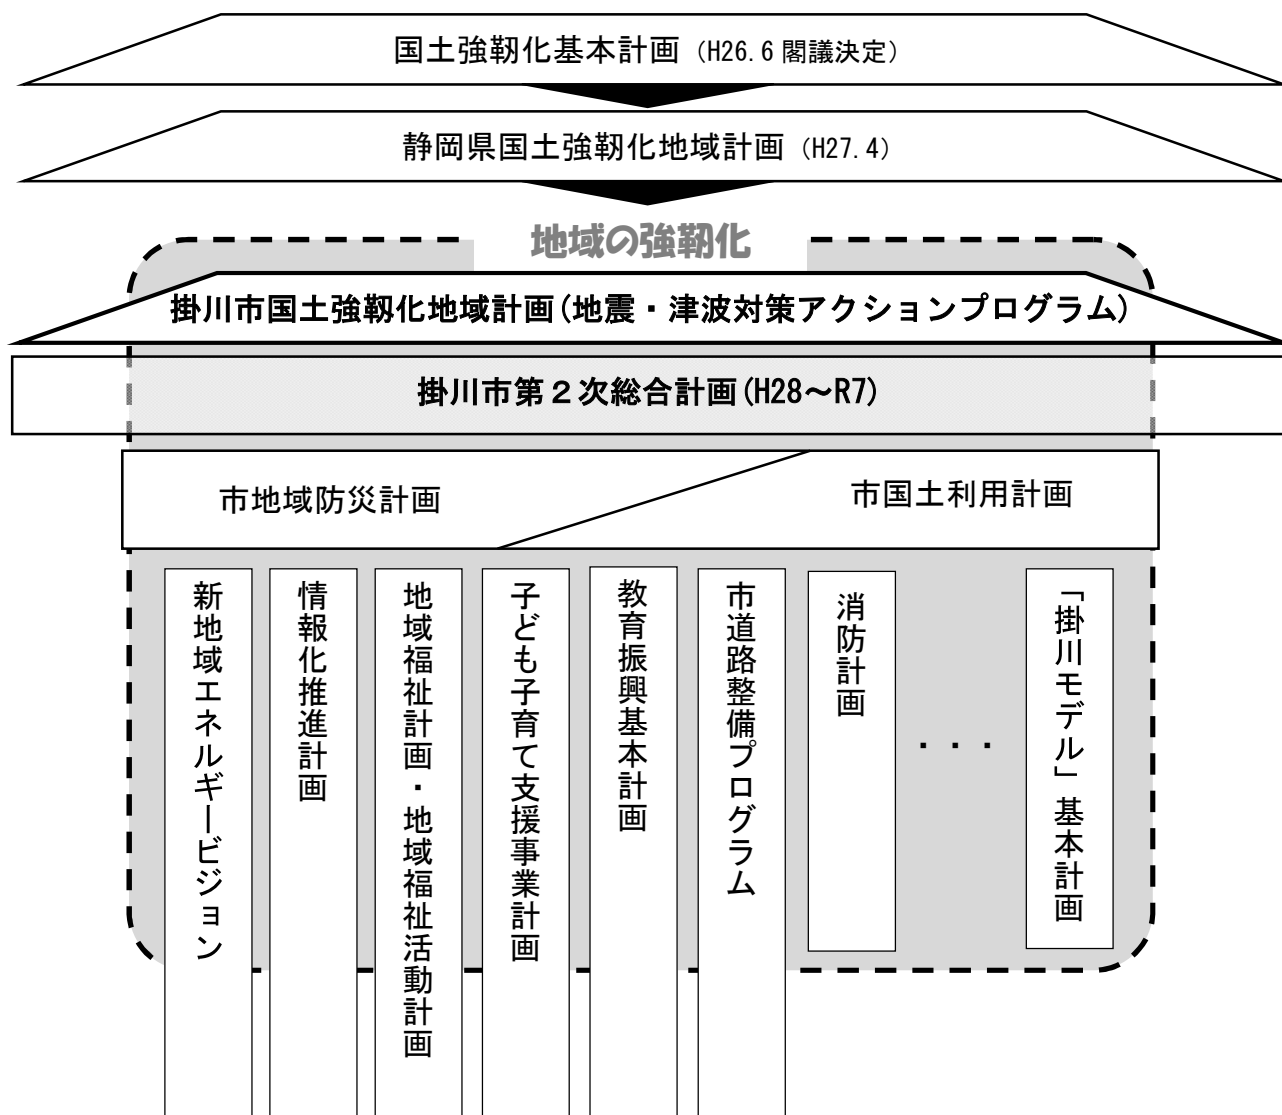 国土強靭化基本計画（H26.6 閣議決定）
静岡県国土強靭化地域計画（H27.4）
地域の強靭化
掛川市国土強靭化地域計画(地震・津波対策アクションプログラム)
掛川市第２次総合計画(H28～R7)
市地域防災計画
市国土利用計画
新地域エネルギービジョン
情報化推進計画
地域福祉計画・地域福祉活動計画
子ども子育て支援事業計画
教育振興基本計画
市道路整備プログラム
消防計画
・・・
「掛川モデル」基本計画